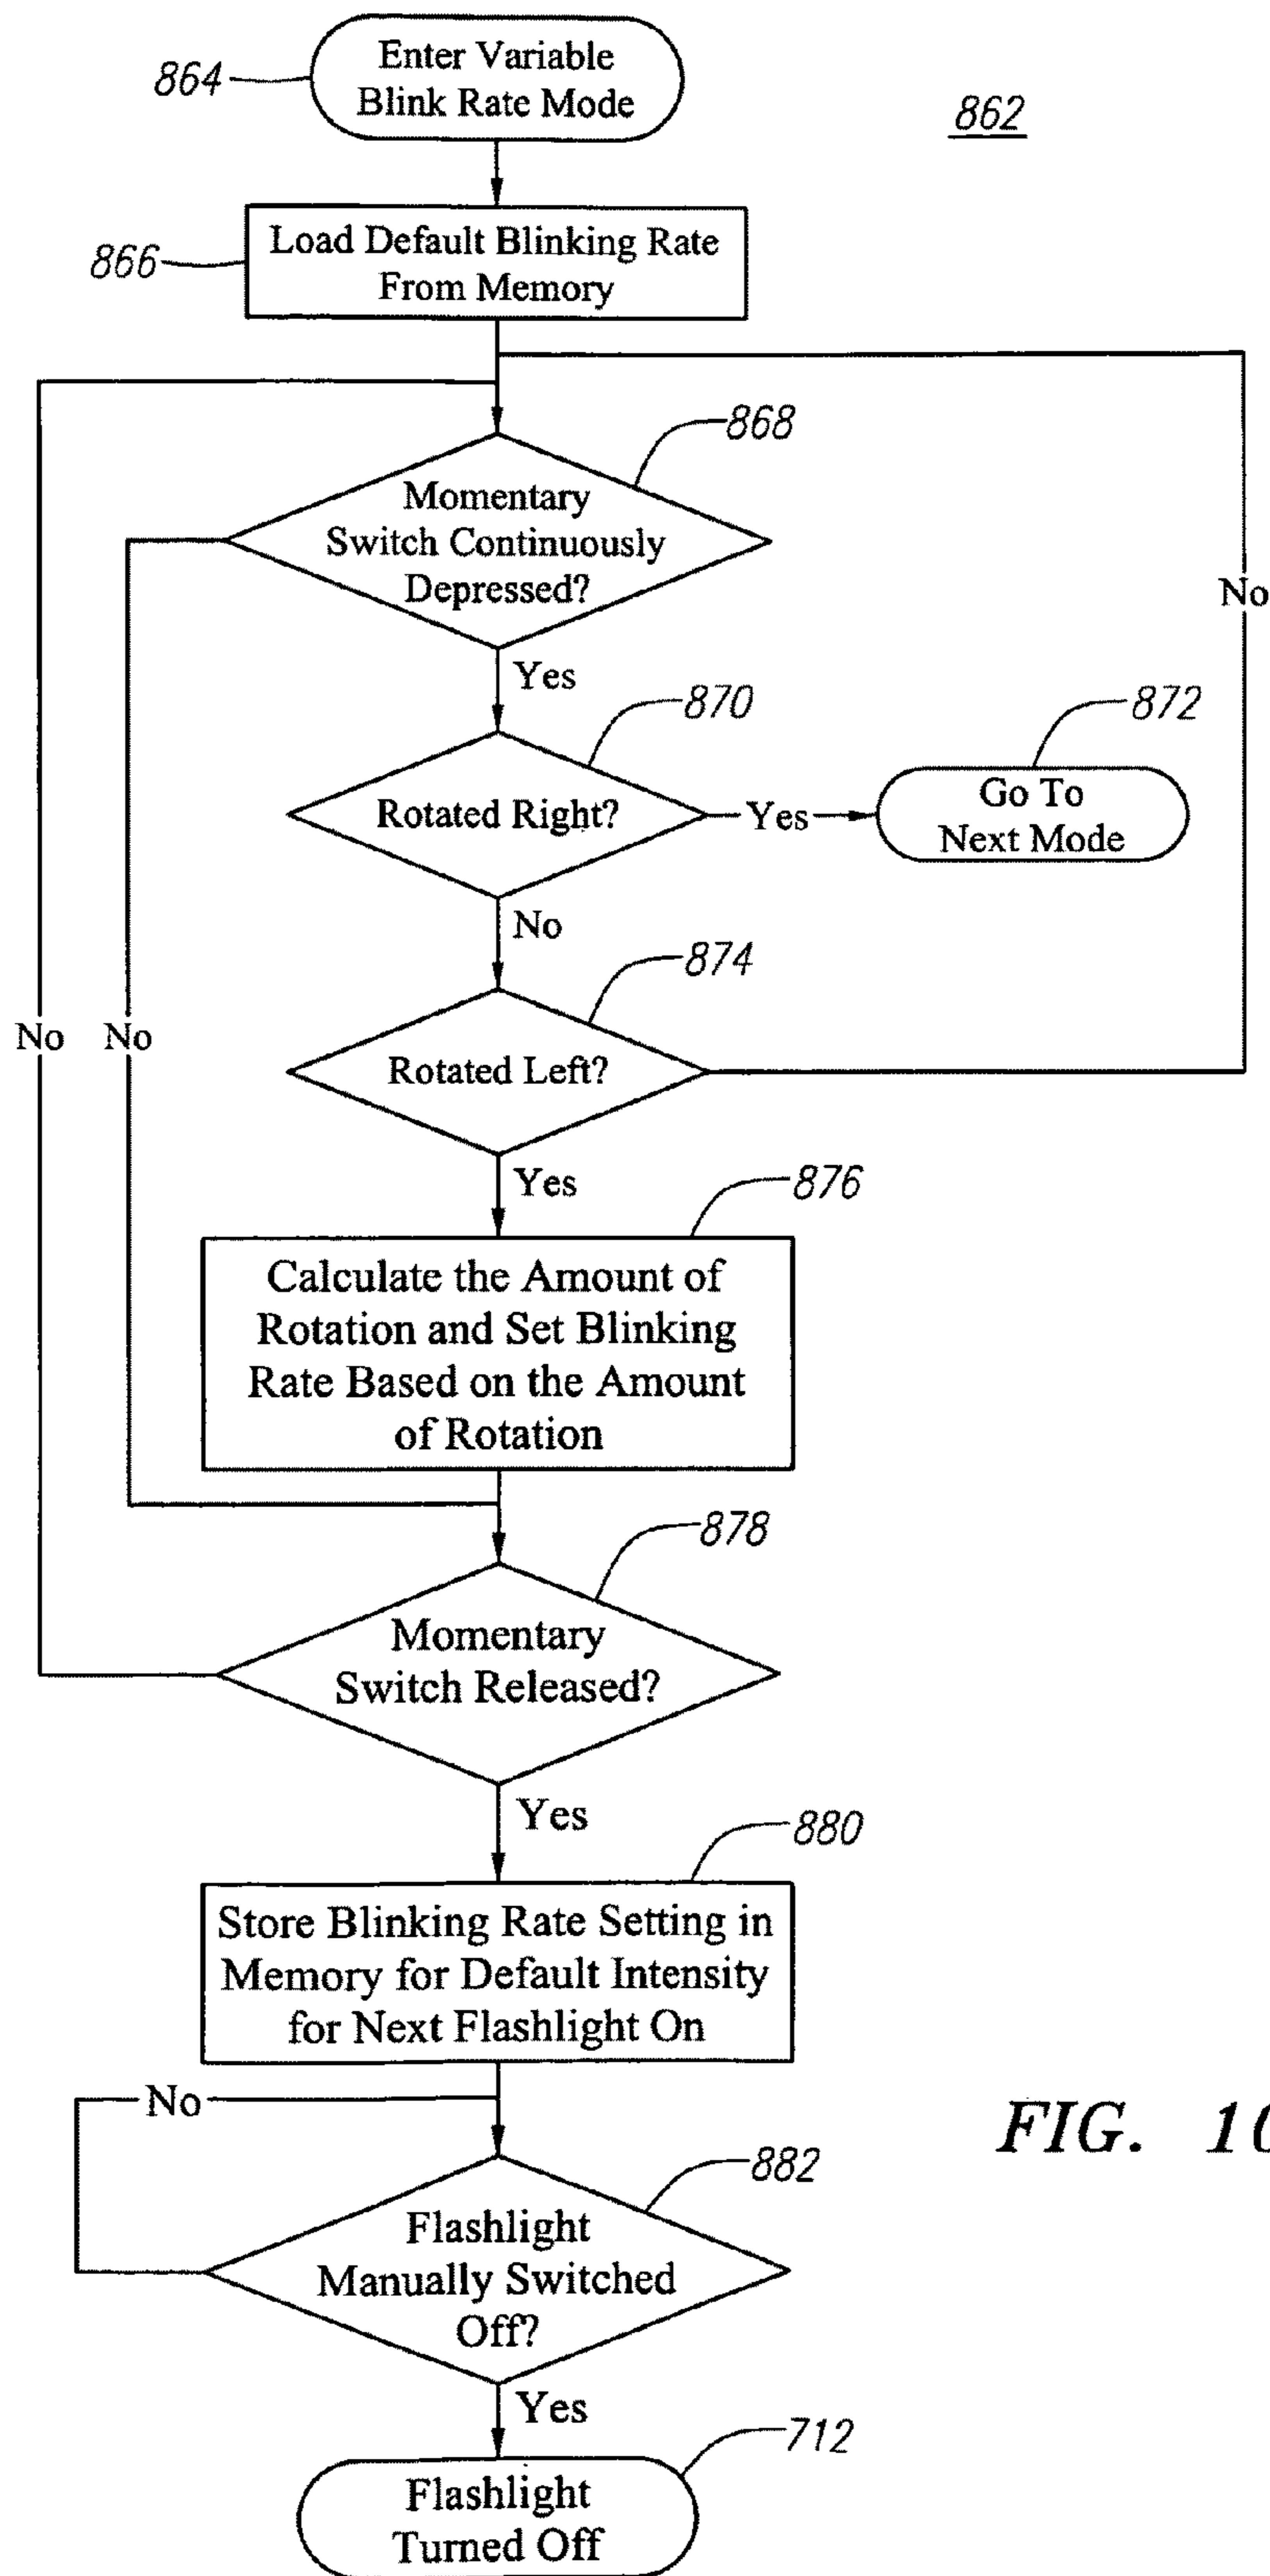 Enter Variable
Blink Rate Mode
864
862
Load Default Blinking Rate
From Memory
866
868
Momentary
Switch Continuously
Depressed?
No
Yes
870
872
Rotated Right?
Yes
Go To
Next Mode
No
874
No
No
Rotated Left?
Yes
876
Calculate the Amount of
Rotation and Set Blinking
Rate Based on the Amount
of Rotation
878
Momentary
Switch Released?
Yes
880
Store Blinking Rate Setting in
Memory for Default Intensity
for Next Flashlight On
No
FIG. 10
882
Flashlight
Manually Switched
Off?
Yes
712
Flashlight
Turned Off